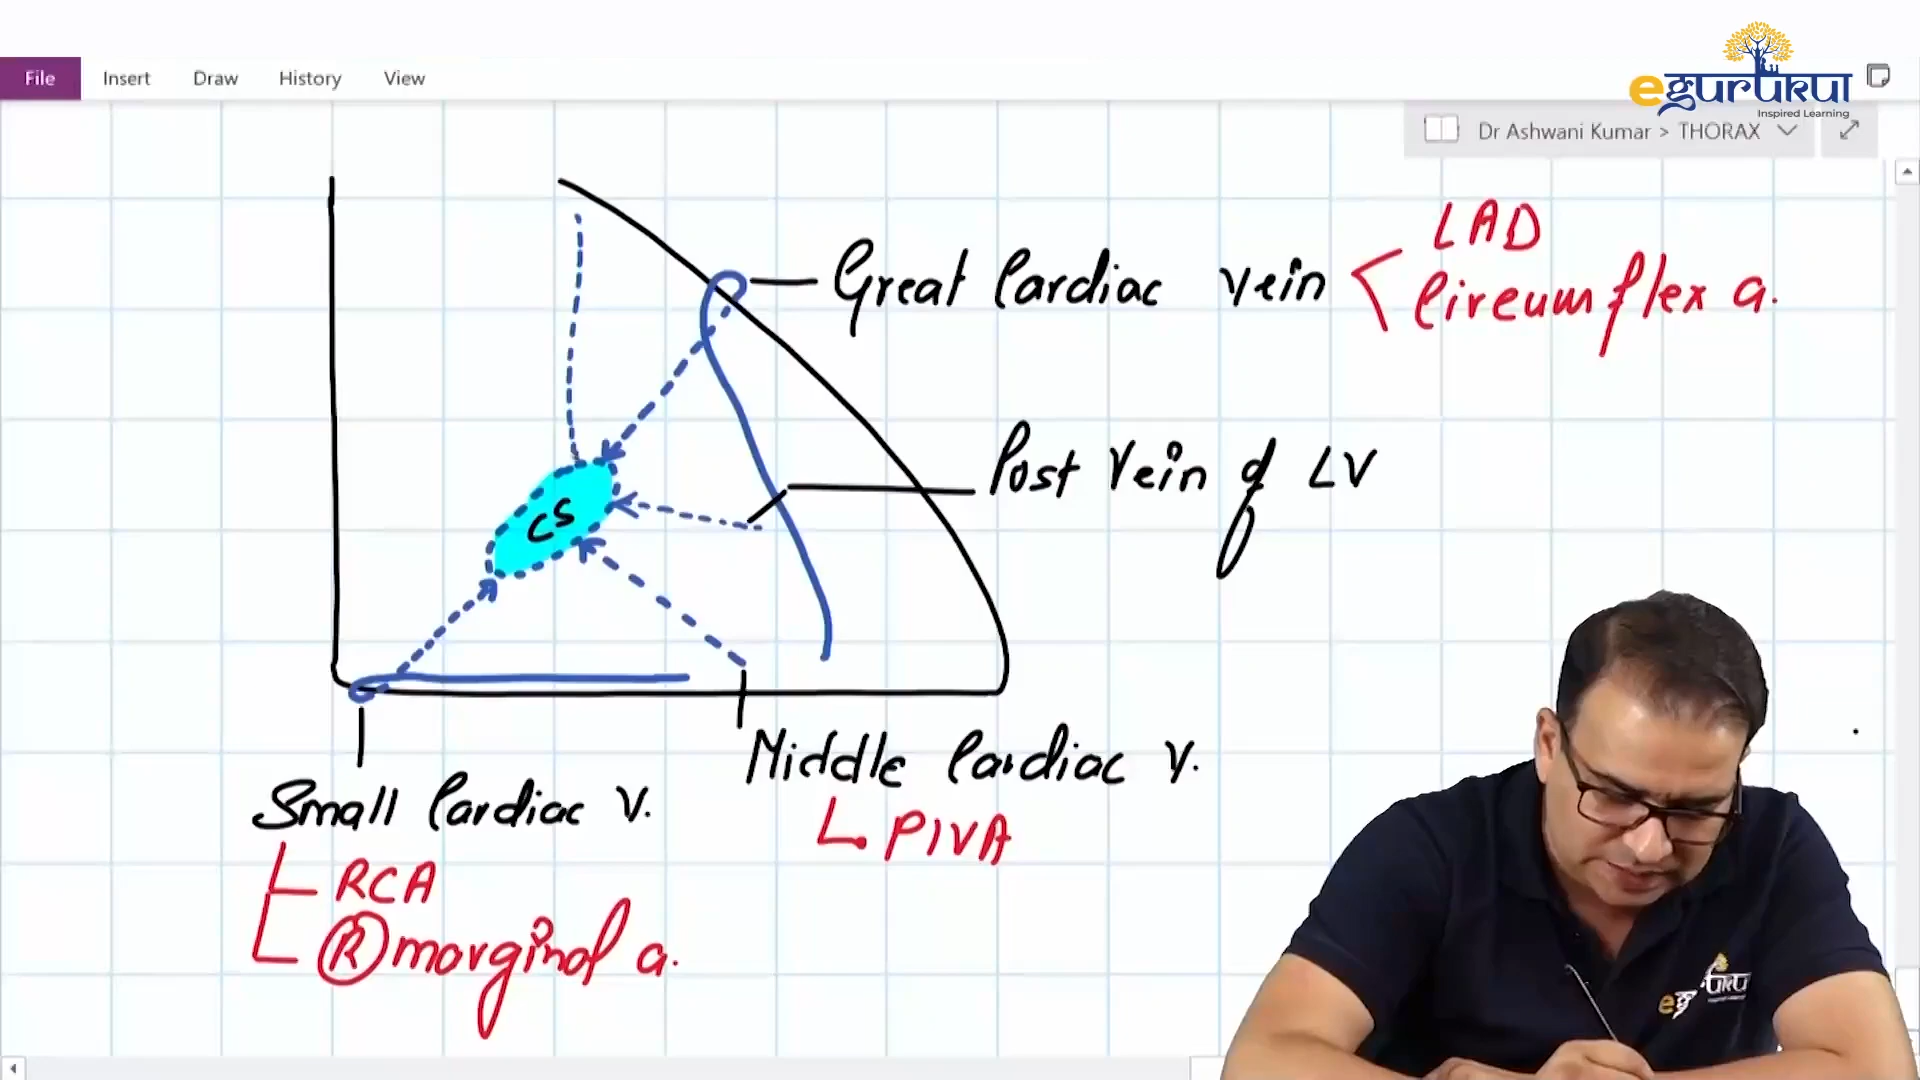 egurukul
Inspired Learning
File Insert Draw History View
Dr Ashwani Kumar > THORAX
LAD
Great Cardiac Vein
Circumflex a.
Post Vein of LV
CS
Middle Cardiac V.
PIVA
Small Cardiac V.
RCA
R marginal a.